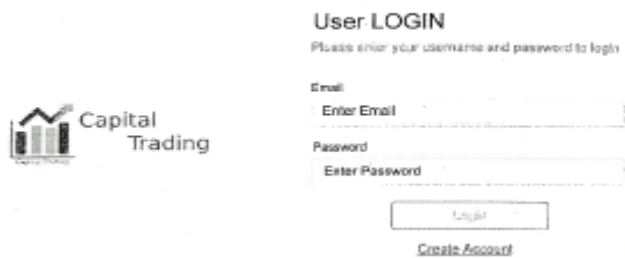 User LOGIN
Please enter your username and password to login
Email
Enter Email
Capital
Trading
Password
Enter Password
Login
Create Account